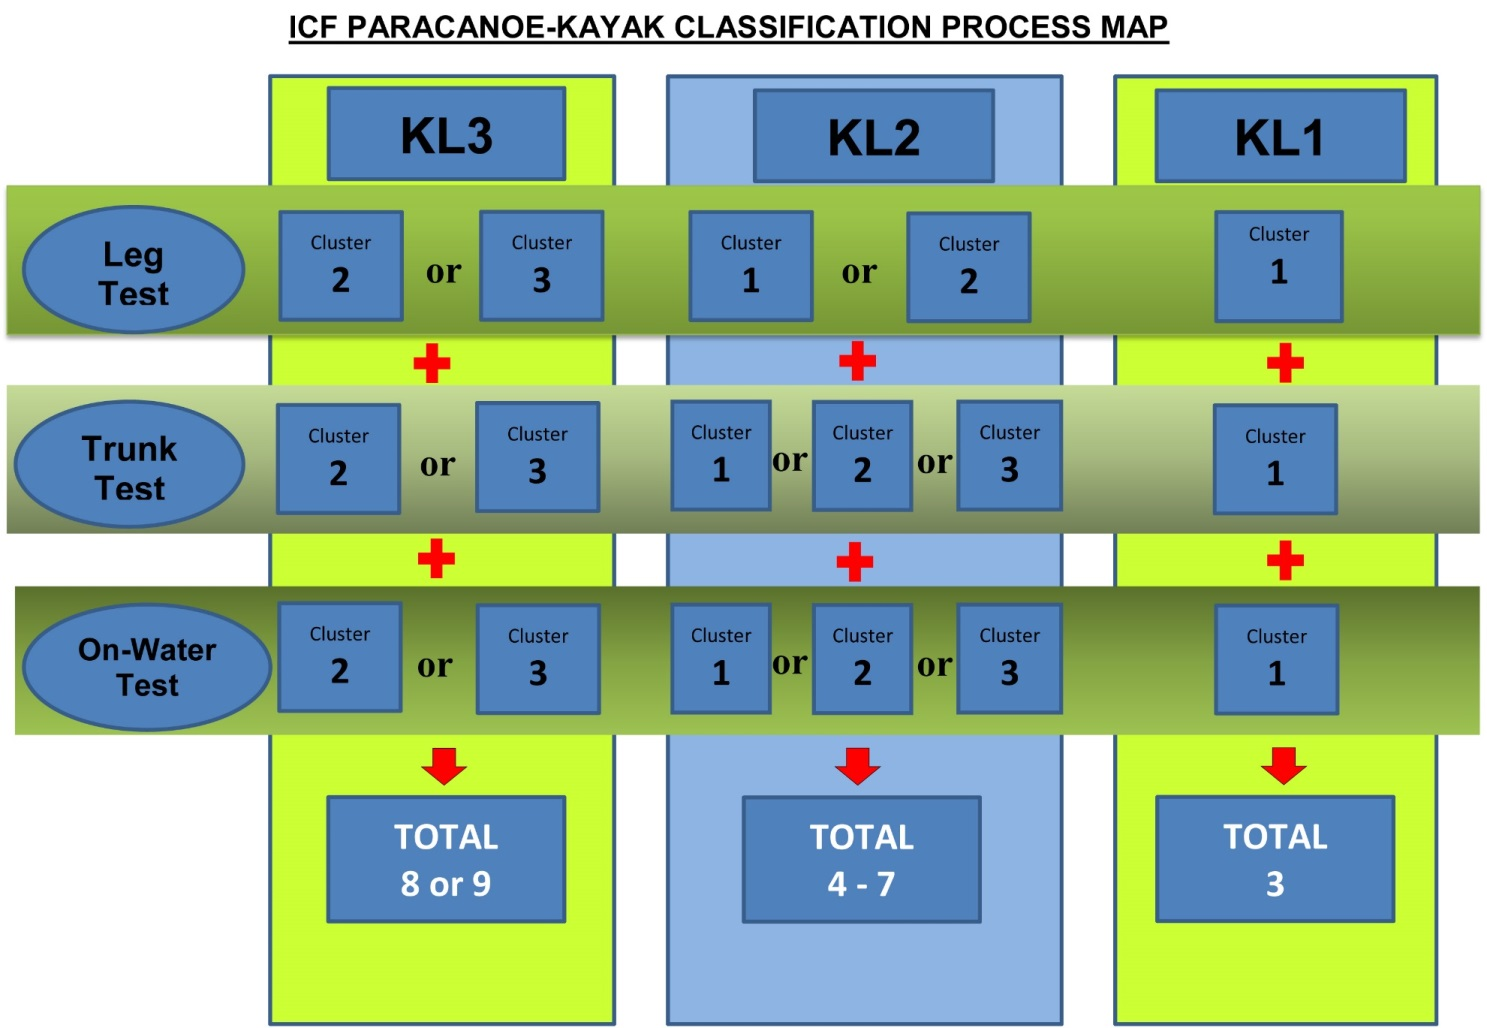 ICF PARACANOE-KAYAK CLASSIFICATION PROCESS MAP
KL3
KL2
KL1
Leg
Test
Cluster
2
or
Cluster
3
Cluster
1
or
Cluster
2
Cluster
1
Trunk
Test
Cluster
2
or
Cluster
3
Cluster
1
or
Cluster
2
or
Cluster
3
Cluster
1
On-Water
Test
Cluster
2
or
Cluster
3
Cluster
1
or
Cluster
2
or
Cluster
3
Cluster
1
TOTAL
8 or 9
TOTAL
4 - 7
TOTAL
3